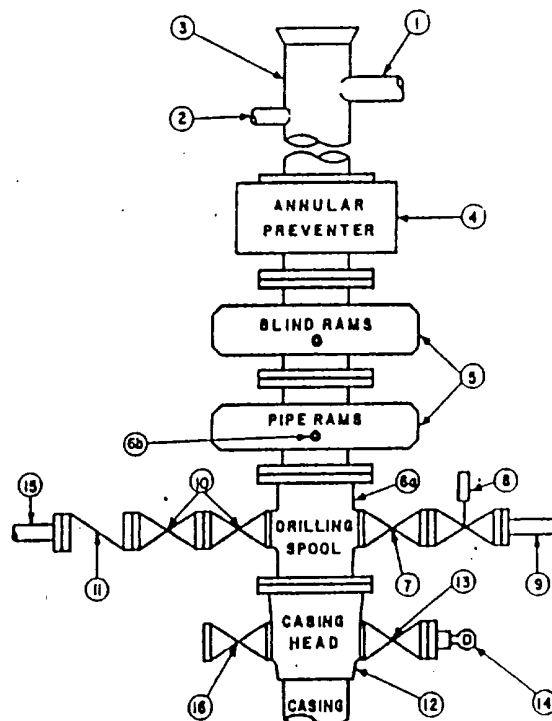 1
3
2
ANNULAR
PREVENTER
4
BLIND RAMS
5
PIPE RAMS
6b
6a
8
15
10
DRILLING
SPOOL
11
7
9
13
CASING
HEAD
16
12
14
CASING